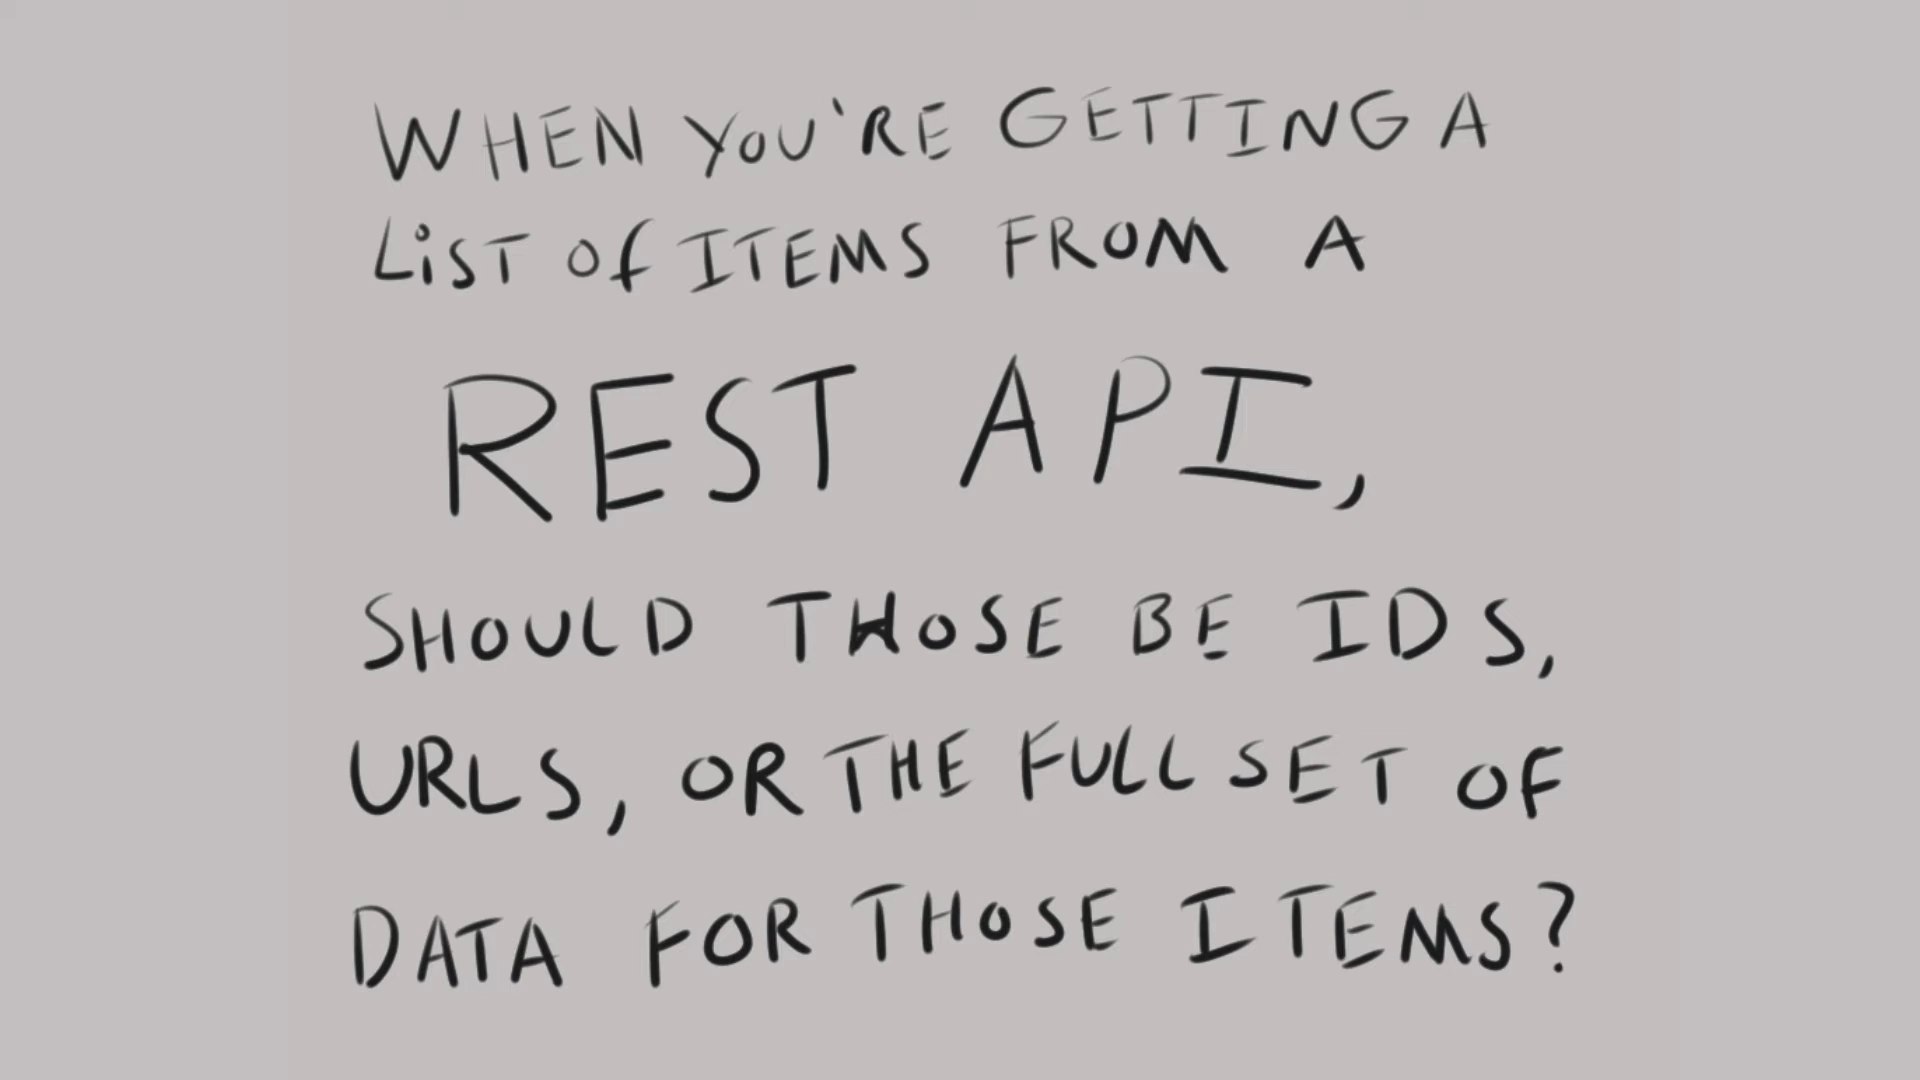 WHEN YOU'RE GETTING A
LIST OF ITEMS FROM A
REST API,
SHOULD THOSE BE IDS,
URLS, OR THE FULL SET OF
DATA FOR THOSE ITEMS?